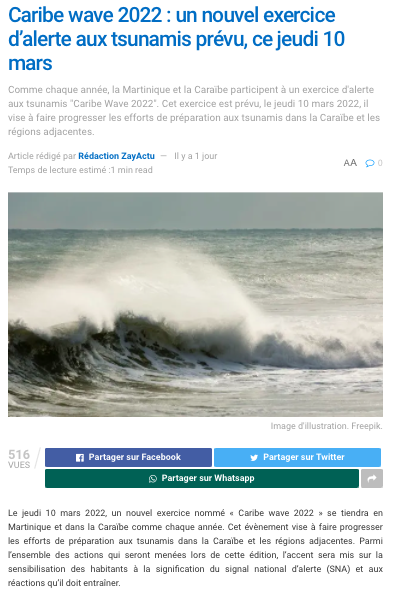 Caribe wave 2022 : un nouvel exercice
d’alerte aux tsunamis prévu, ce jeudi 10
mars
Comme chaque année, la Martinique et la Caraïbe participent à un exercice d'alerte
aux tsunamis "Caribe Wave 2022". Cet exercice est prévu, le jeudi 10 mars 2022, il
vise à faire progresser les efforts de préparation aux tsunamis dans la Caraïbe et les
régions adjacentes.
Article rédigé par Rédaction ZayActu — Il y a 1 jour
Temps de lecture estimé :1 min read
AA 0
Image d'illustration. Freepik.
516
VUES
Partager sur Facebook
Partager sur Twitter
Partager sur Whatsapp
Le jeudi 10 mars 2022, un nouvel exercice nommé « Caribe wave 2022 » se tiendra en
Martinique et dans la Caraïbe comme chaque année. Cet évènement vise à faire progresser
les efforts de préparation aux tsunamis dans la Caraïbe et les régions adjacentes. Parmi
l’ensemble des actions qui seront menées lors de cette édition, l’accent sera mis sur la
sensibilisation des habitants à la signification du signal national d’alerte (SNA) et aux
réactions qu’il doit entraîner.